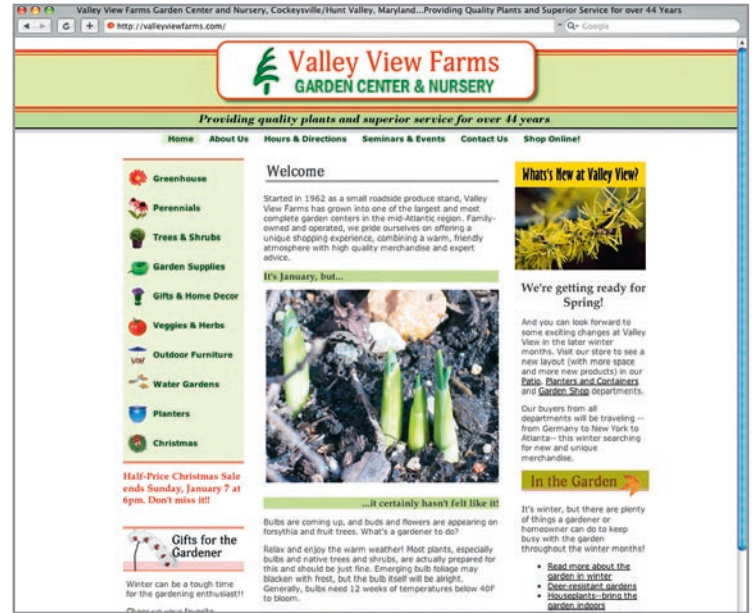 Valley View Farms Garden Center and Nursery, Cockeysville/Hunt Valley, Maryland...Providing Quality Plants and Superior Service for over 44 Years
http://valleyviewfarms.com/
Google
Valley View Farms
GARDEN CENTER & NURSERY
Providing quality plants and superior service for over 44 years
Home About Us Hours & Directions Seminars & Events Contact Us Shop Online!
Greenhouse
Perennials
Trees & Shrubs
Garden Supplies
Gifts & Home Decor
Veggies & Herbs
Outdoor Furniture
Water Gardens
Planters
Christmas
Half-Price Christmas Sale
ends Sunday, January 7 at
6pm. Don't miss it!!
Gifts for the
Gardener
Winter can be a tough time
for the gardening enthusiast!!
Welcome
Started in 1962 as a small roadside produce stand, Valley
View Farms has grown into one of the largest and most
complete garden centers in the mid-Atlantic region. Family-
owned and operated, we pride ourselves on offering a
unique shopping experience, combining a warm, friendly
atmosphere with high quality merchandise and expert
advice.
It's January, but...
...it certainly hasn't felt like it!
Bulbs are coming up, and buds and flowers are appearing on
forsythia and fruit trees. What's a gardener to do?
Relax and enjoy the warm weather! Most plants, especially
bulbs and native trees and shrubs, are actually prepared for
this and should be just fine. Emerging bulb foliage may
blacken with frost, but the bulb itself will be alright.
Generally, bulbs need 12 weeks of temperatures below 40F
to bloom.
Whats's New at Valley View?
We're getting ready for
Spring!
And you can look forward to
some exciting changes at Valley
View in the later winter
months. Visit our store to see a
new layout (with more space
and more new products) in our
Patio, Planters and Containers
and Garden Shop departments.
Our buyers from all
departments will be traveling --
from Germany to New York to
Atlanta-- this winter searching
for new and unique
merchandise.
In the Garden
It's winter, but there are plenty
of things a gardener or
homeowner can do to keep
busy with the garden
throughout the winter months!
Read more about the
garden in winter
Deer-resistant gardens
Houseplants--bring the
garden indoors